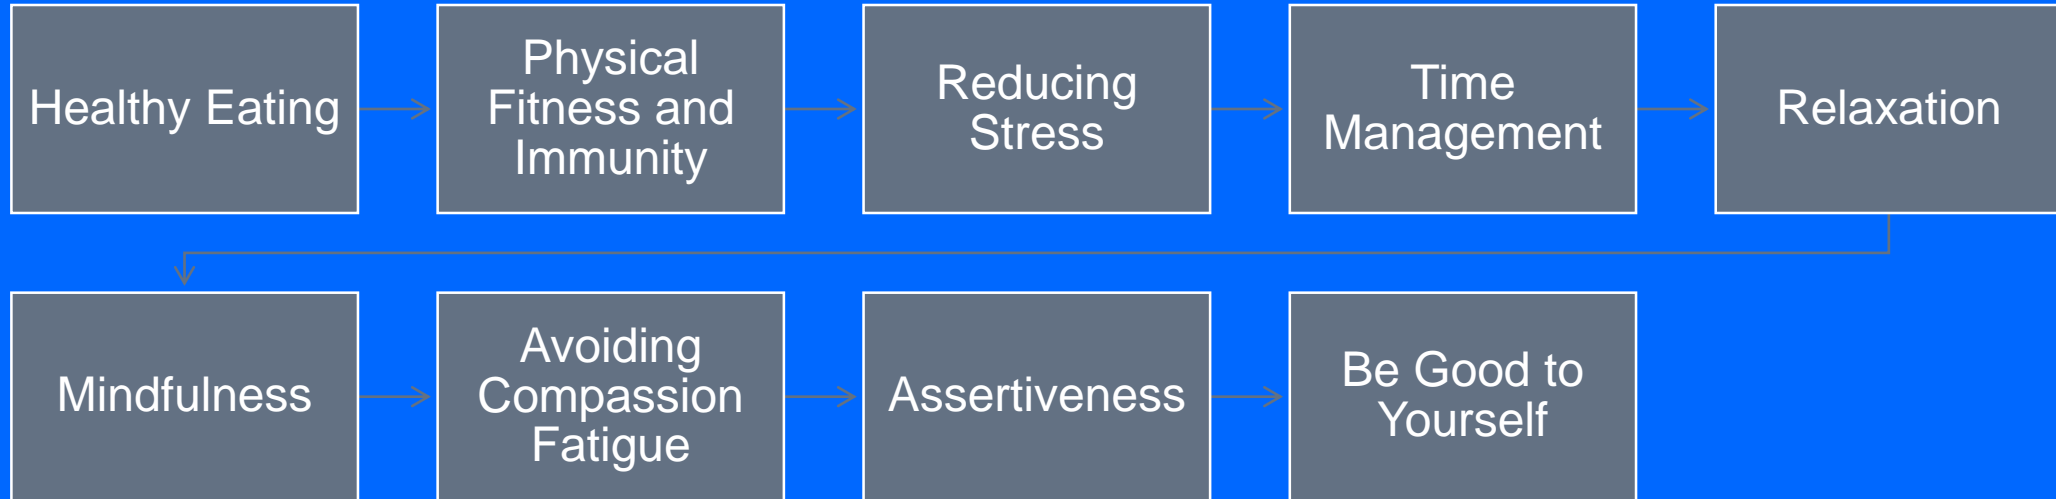 Healthy Eating
Physical
Fitness and
Immunity
Reducing
Stress
Time
Management
Relaxation
Mindfulness
Avoiding
Compassion
Fatigue
Assertiveness
Be Good to
Yourself